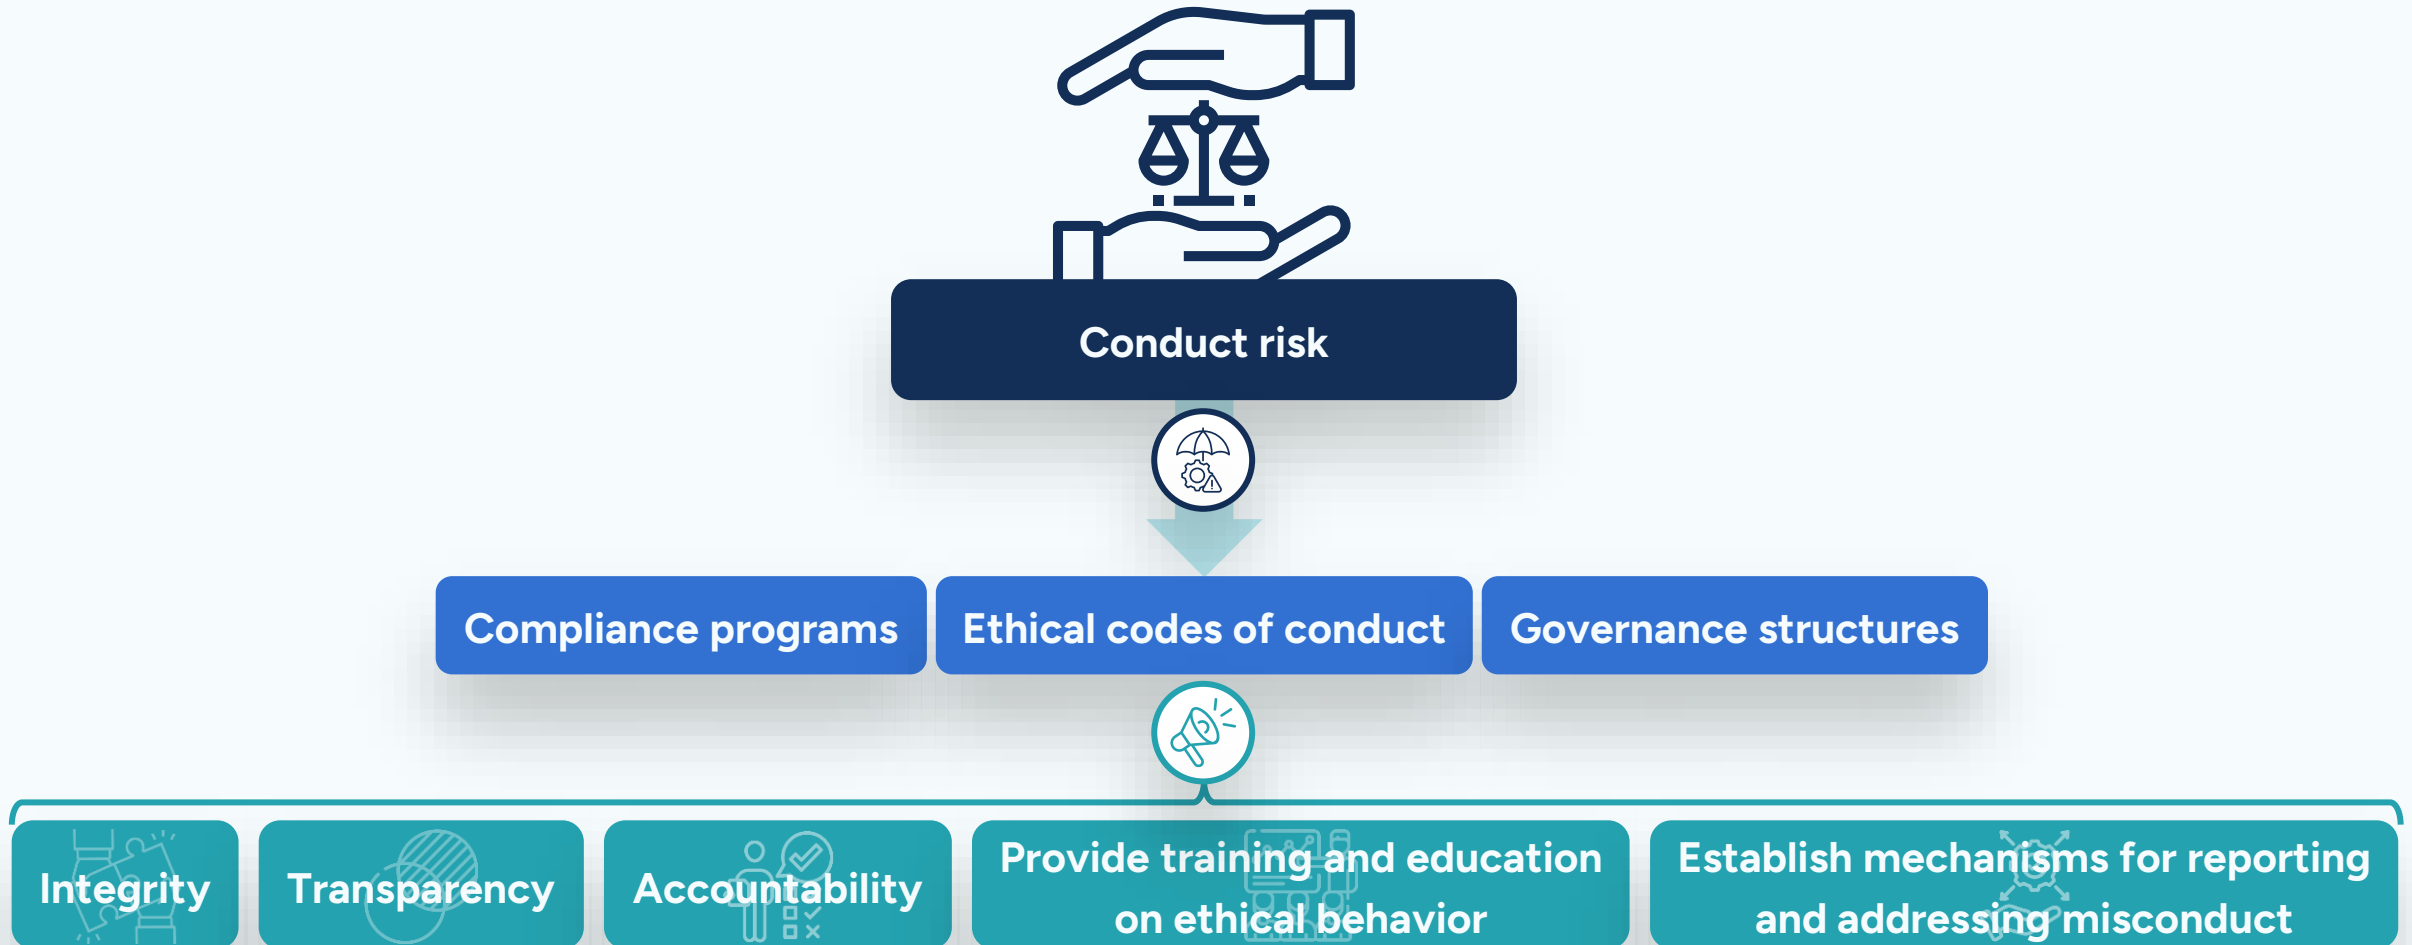 Conduct risk
Compliance programs
Ethical codes of conduct
Governance structures
Integrity
Transparency
Accountability
Provide training and education
on ethical behavior
Establish mechanisms for reporting
and addressing misconduct